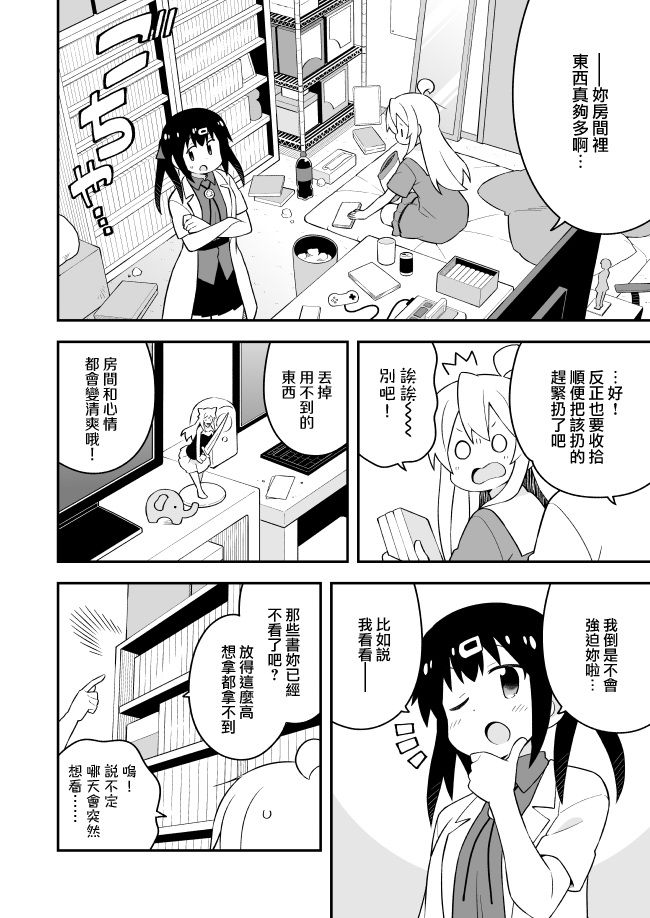 ——妳房間裡
東西真夠多啊…
ごちゃ…
…好！
反正也要收拾
順便把該扔的
趕緊扔了吧
誒誒～～
別吧！
丟掉
用不到的
東西
房間和心情
都會變清爽哦！
我倒是不會
強迫妳啦…
比如說
我看看——
那些書妳已經
不看了吧？
放得這麼高
想拿都拿不到
嗚！
說不定
哪天會突然
想看……